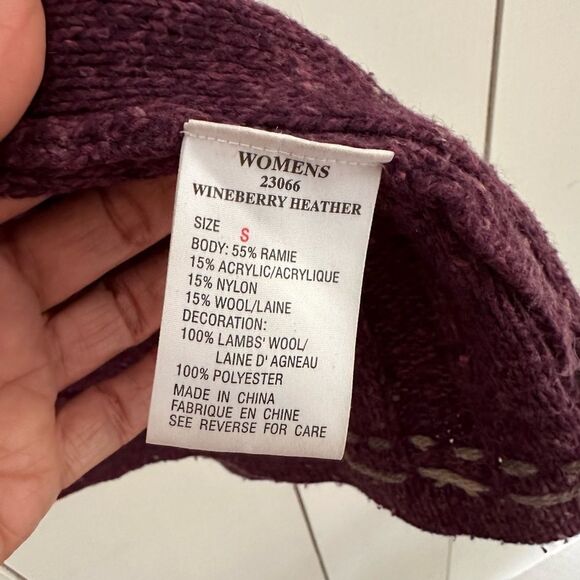 WOMENS
23066
WINEBERRY HEATHER
SIZE S
BODY: 55% RAMIE
15% ACRYLIC/ACRYLIQUE
15% NYLON
15% WOOL/LAINE
DECORATION:
100% LAMBS' WOOL/
LAINE D'AGNEAU
100% POLYESTER
MADE IN CHINA
FABRIQUE EN CHINE
SEE REVERSE FOR CARE